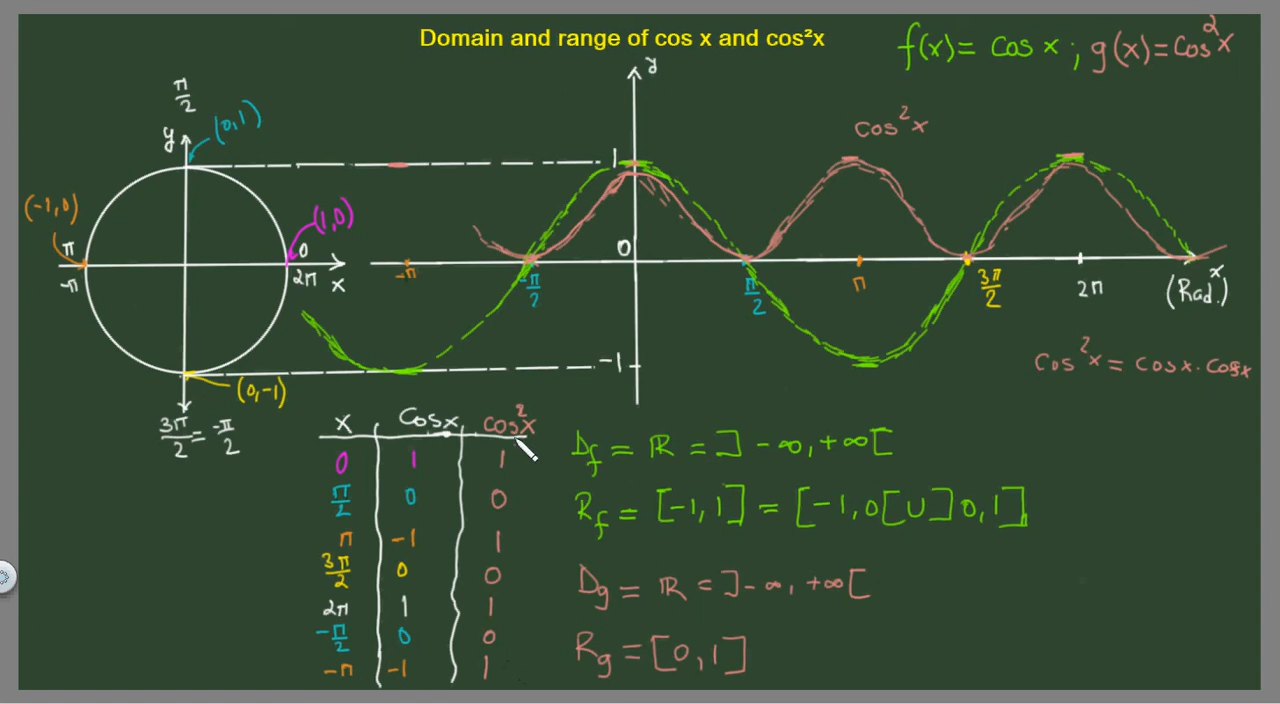 Domain and range of cos x and cos²x
f(x) = cos x ; g(x) = cos²x
π/2
y
(0,1)
(-1,0)
π
-π
(1,0)
0
2π
x
(0,-1)
3π/2 = -π/2
y
1
0
-1
cos²x
-π
-π/2
π/2
π
3π/2
2π
x
(Rad.)
cos²x = cosx . cosx
x cosx cos²x
0 1 1
π/2 0 0
π -1 1
3π/2 0 0
2π 1 1
-π/2 0 0
-π -1 1
Df = ℝ = ]-∞, +∞[
Rf = [-1, 1] = [-1, 0[ U ]0, 1]
Dg = ℝ = ]-∞, +∞[
Rg = [0, 1]